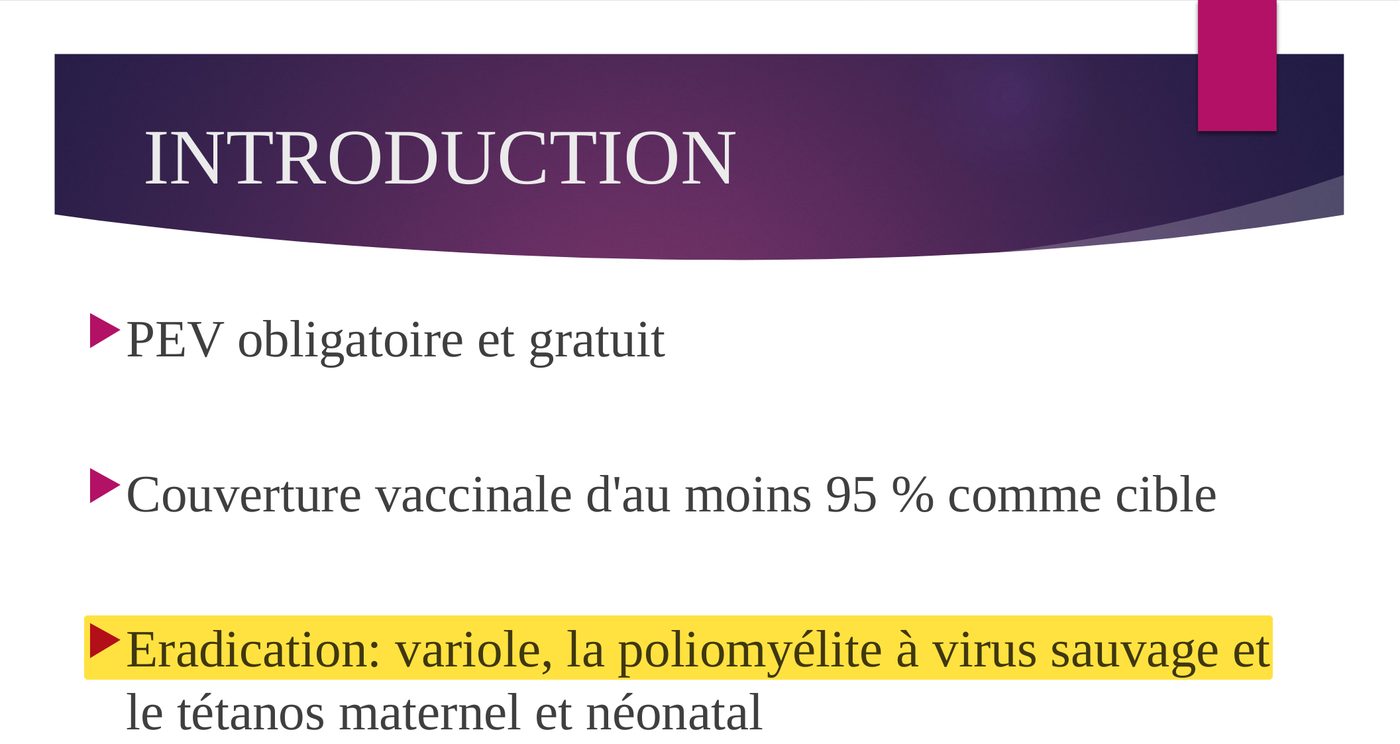 INTRODUCTION
PEV obligatoire et gratuit
Couverture vaccinale d'au moins 95 % comme cible
Eradication: variole, la poliomyélite à virus sauvage et
le tétanos maternel et néonatal